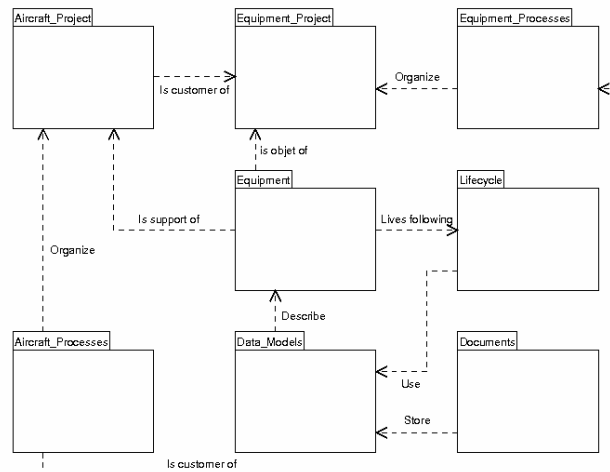 Aircraft_Project
Equipment_Project
Equipment_Processes
Is customer of
Organize
is objet of
Equipment
Lifecycle
Is support of
Lives following
Organize
Describe
Aircraft_Processes
Data_Models
Documents
Use
Store
Is customer of